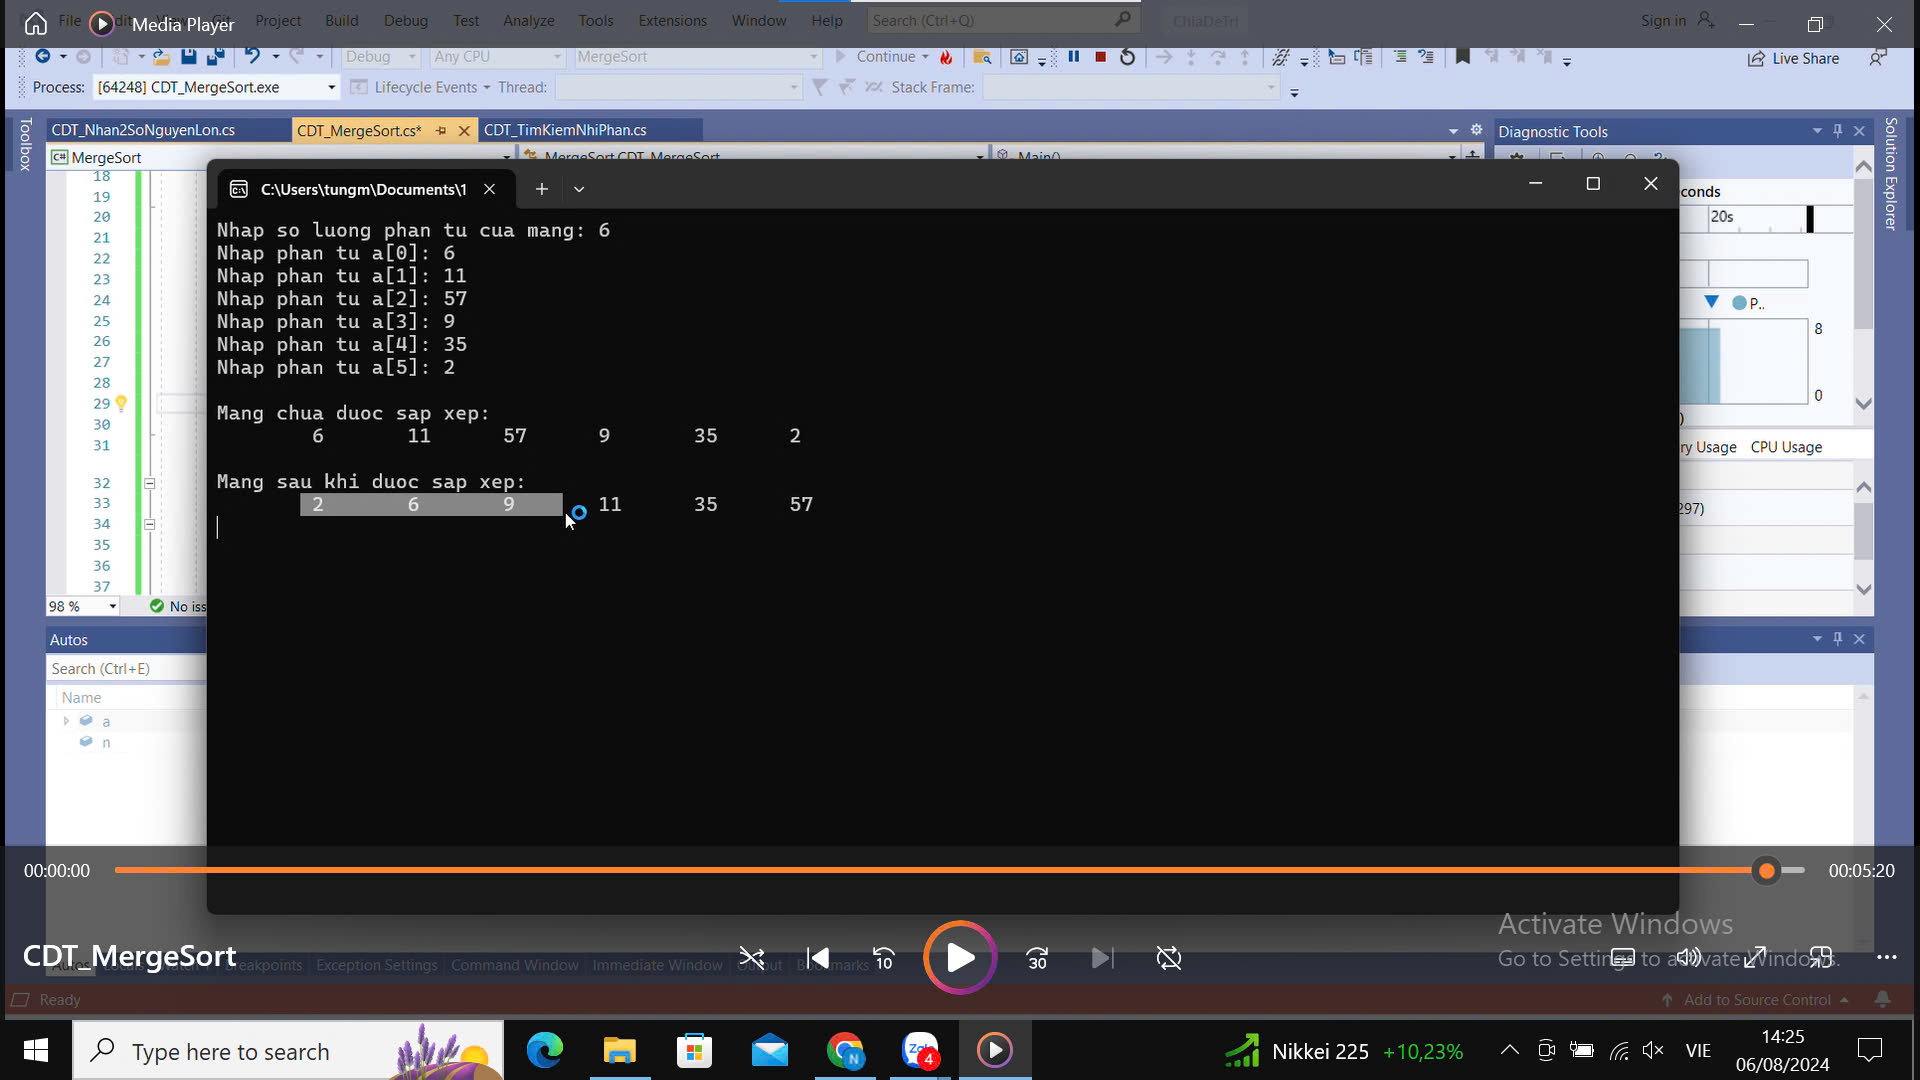 File Edit View Git Project Build Debug Test Analyze Tools Extensions Window Help Search (Ctrl+Q) ChiaDeTri Sign in
Media Player
Debug Any CPU MergeSort Continue Live Share
Process: [64248] CDT_MergeSort.exe Lifecycle Events Thread: Stack Frame:
Toolbox
CDT_Nhan2SoNguyenLon.cs CDT_MergeSort.cs* CDT_TimKiemNhiPhan.cs
Diagnostic Tools
Solution Explorer
MergeSort MergeSort.CDT_MergeSort Main()
C:\Users\tungm\Documents\1
18
19
20
21
22
23
24
25
26
27
28
29
30
31
32
33
34
35
36
37
Nhap so luong phan tu cua mang: 6
Nhap phan tu a[0]: 6
Nhap phan tu a[1]: 11
Nhap phan tu a[2]: 57
Nhap phan tu a[3]: 9
Nhap phan tu a[4]: 35
Nhap phan tu a[5]: 2
Mang chua duoc sap xep:
6 11 57 9 35 2
Mang sau khi duoc sap xep:
2 6 9 11 35 57
conds
20s
P..
8
0
)
ry Usage CPU Usage
297)
98 % No iss
Autos
Search (Ctrl+E)
Name
a
n
00:00:00 00:05:20
Activate Windows
Go to Settings to activate Windows.
CDT_MergeSort
10
30
Autos Breakpoints Exception Settings Command Window Immediate Window Output Bookmarks
Ready Add to Source Control
Type here to search
N
Zalo
4
Nikkei 225 +10,23%
VIE
14:25
06/08/2024